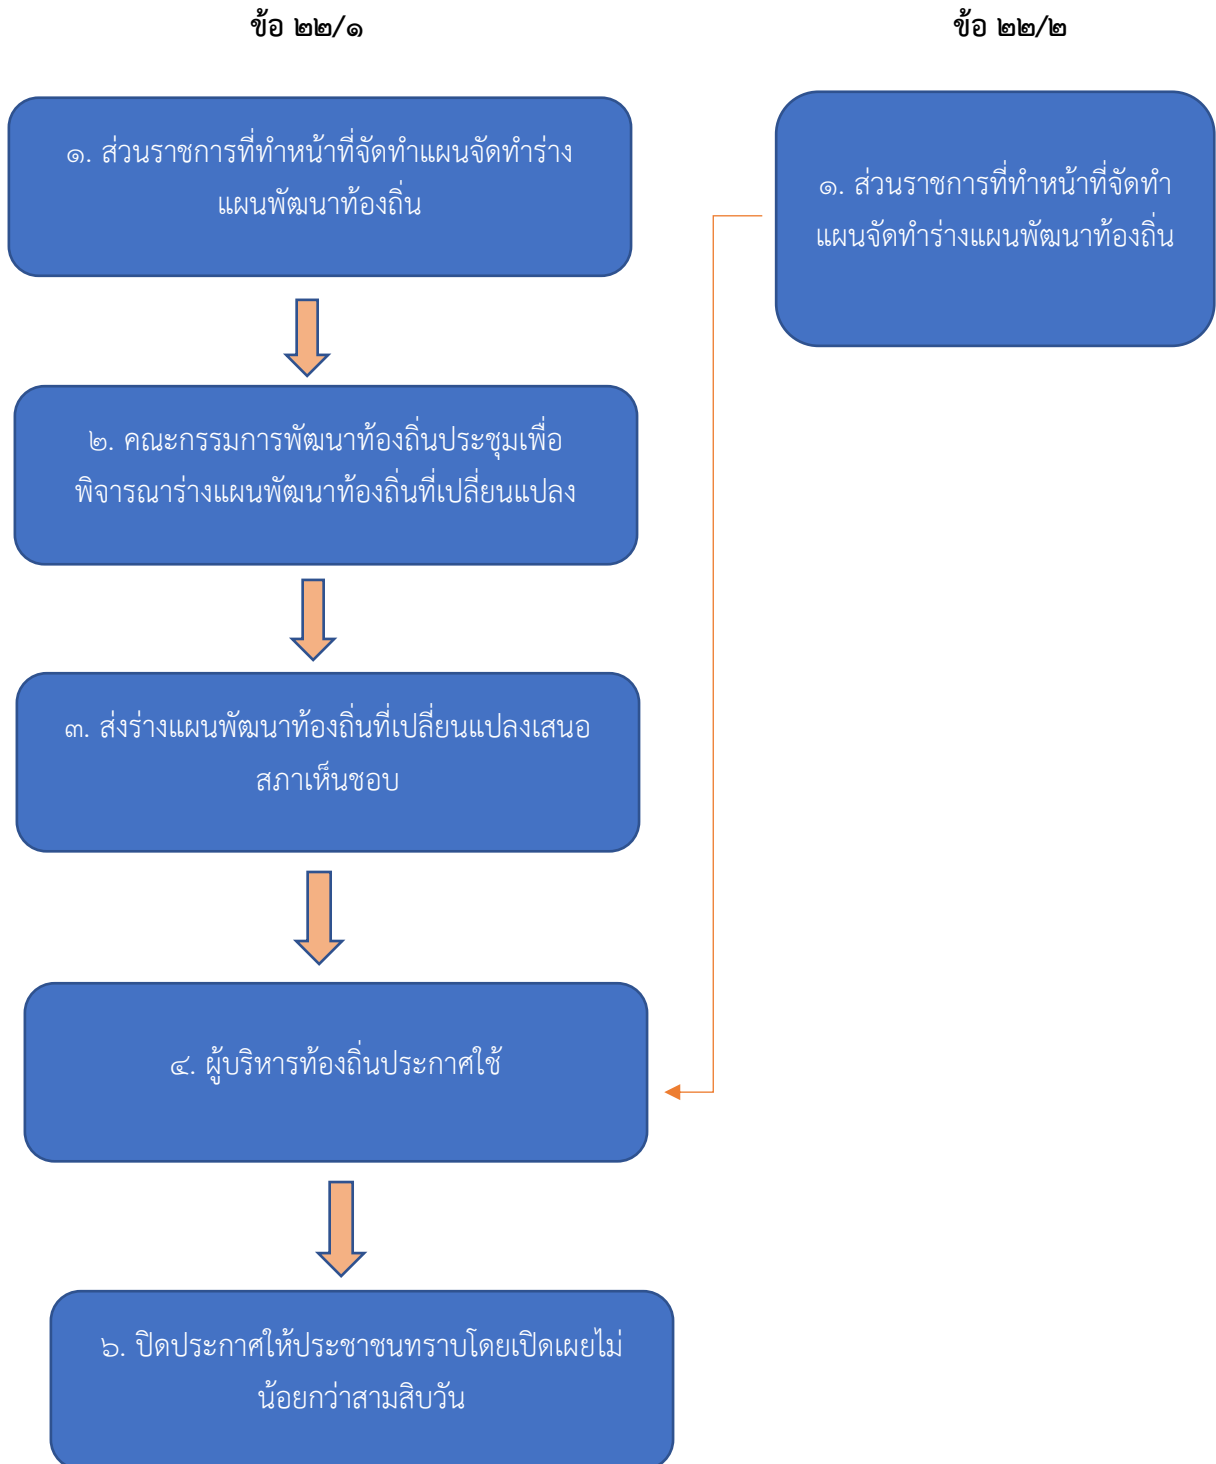 ข้อ ๒๒/๑
ข้อ ๒๒/๒
๑. ส่วนราชการที่ทำหน้าที่จัดทำแผนจัดทำร่าง
แผนพัฒนาท้องถิ่น
๑. ส่วนราชการที่ทำหน้าที่จัดทำ
แผนจัดทำร่างแผนพัฒนาท้องถิ่น
๒. คณะกรรมการพัฒนาท้องถิ่นประชุมเพื่อ
พิจารณาร่างแผนพัฒนาท้องถิ่นที่เปลี่ยนแปลง
๓. ส่งร่างแผนพัฒนาท้องถิ่นที่เปลี่ยนแปลงเสนอ
สภาเห็นชอบ
๔. ผู้บริหารท้องถิ่นประกาศใช้
๖. ปิดประกาศให้ประชาชนทราบโดยเปิดเผยไม่
น้อยกว่าสามสิบวัน